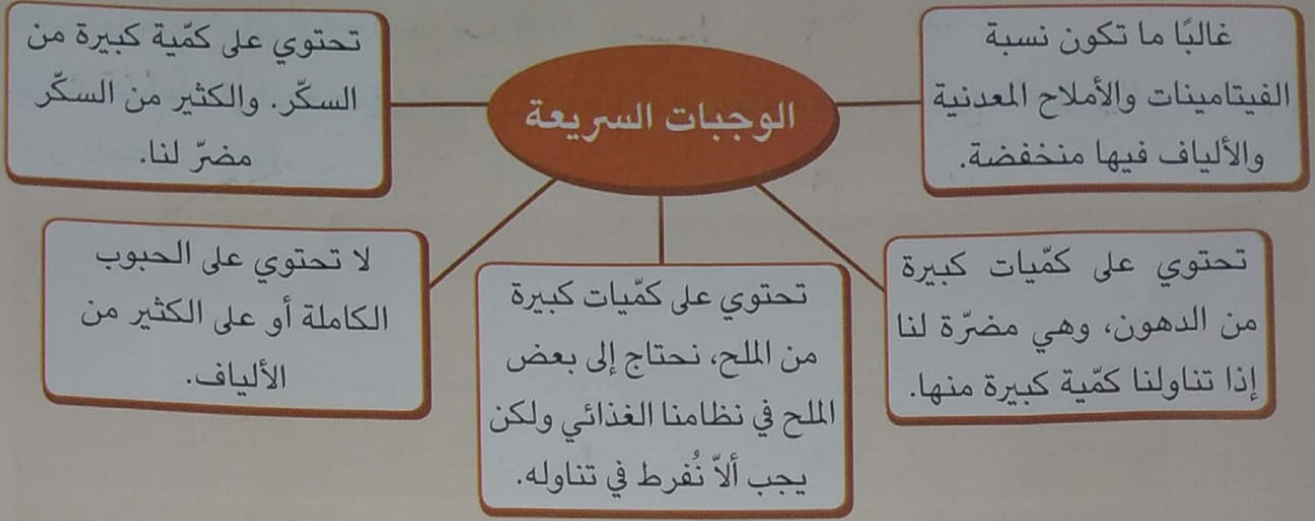 الوجبات السريعة
غالبًا ما تكون نسبة
الفيتامينات والأملاح المعدنية
والألياف فيها منخفضة.
تحتوي على كمّية كبيرة من
السكّر. والكثير من السكّر
مضرّ لنا.
تحتوي على كمّيات كبيرة
من الدهون، وهي مضرّة لنا
إذا تناولنا كمّية كبيرة منها.
تحتوي على كمّيات كبيرة
من الملح، نحتاج إلى بعض
الملح في نظامنا الغذائي ولكن
يجب ألاّ نُفرط في تناوله.
لا تحتوي على الحبوب
الكاملة أو على الكثير من
الألياف.